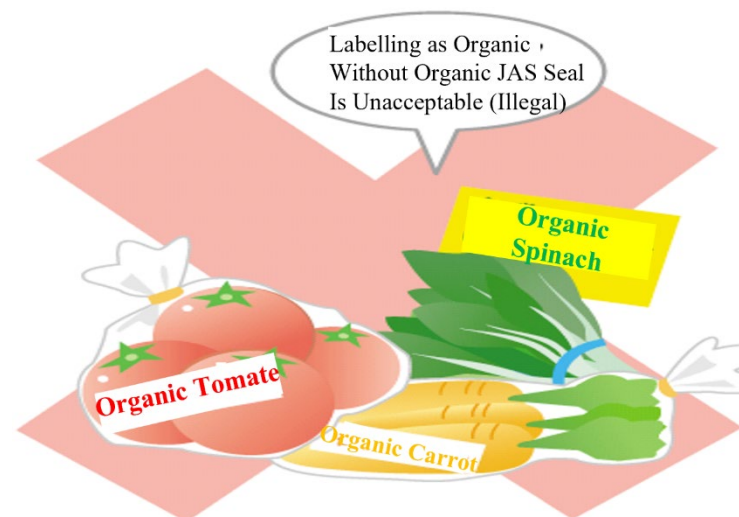 Labelling as Organic ,
Without Organic JAS Seal
Is Unacceptable (Illegal)
Organic
Spinach
Organic Tomate
Organic Carrot